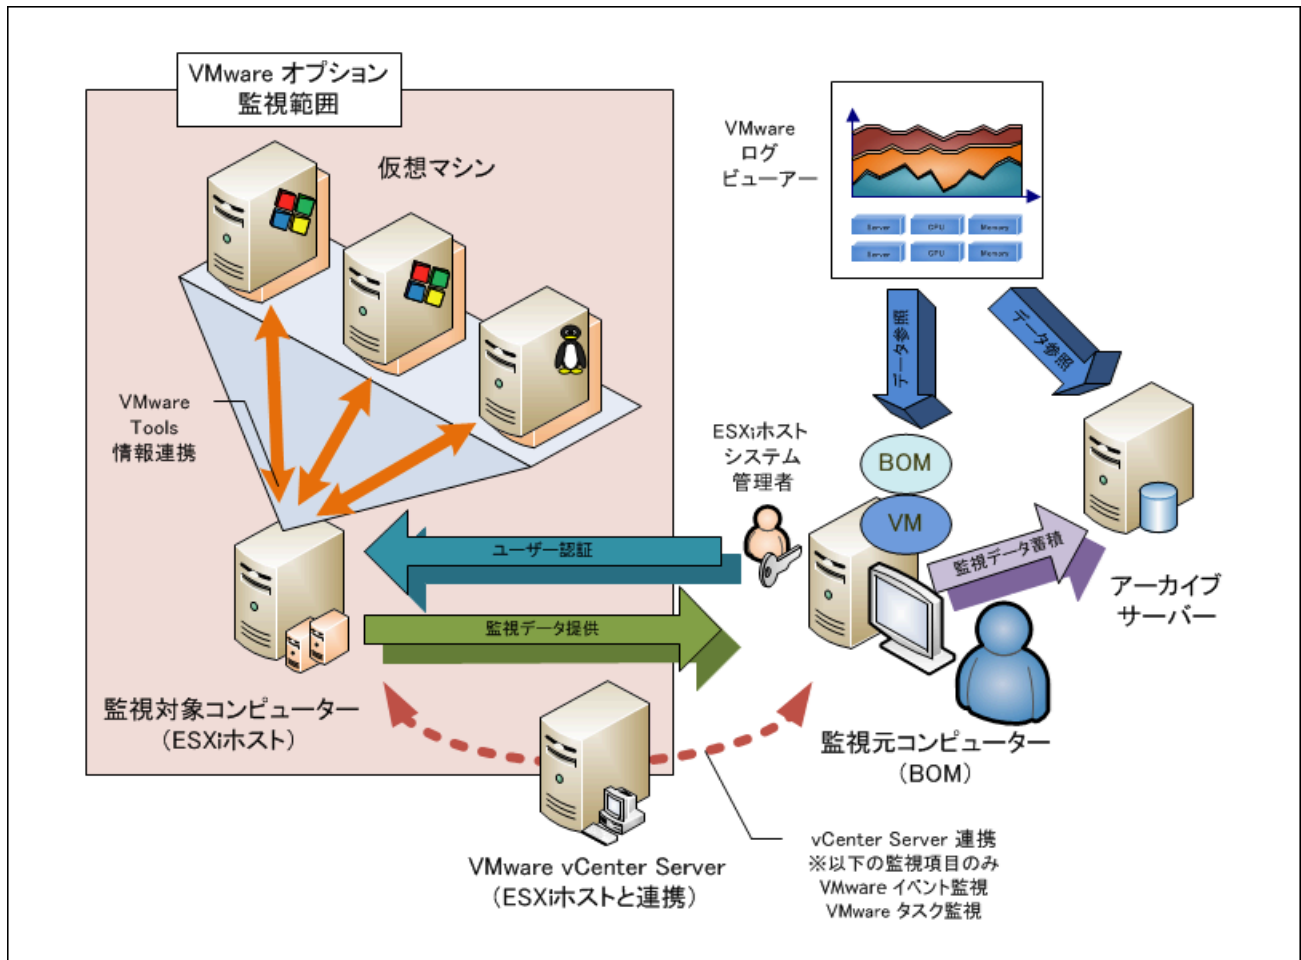 VMware オプション
監視範囲
仮想マシン
VMware
ログ
ビューアー
Server
CPU
Memory
Server
CPU
Memory
データ参照
データ参照
VMware
Tools
情報連携
ESXiホスト
システム
管理者
BOM
VM
ユーザー認証
監視データ蓄積
アーカイブ
サーバー
監視データ提供
監視対象コンピューター
(ESXiホスト)
監視元コンピューター
(BOM)
VMware vCenter Server
(ESXiホストと連携)
vCenter Server 連携
※以下の監視項目のみ
VMware イベント監視
VMware タスク監視